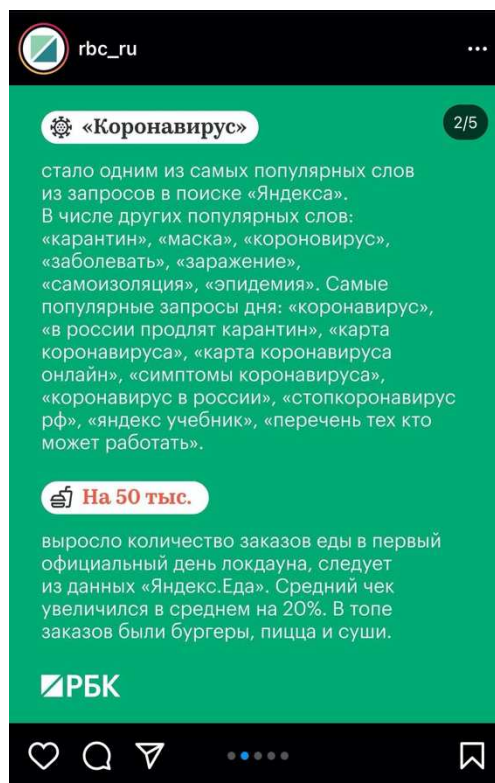 rbc_ru
«Коронавирус»
2/5
стало одним из самых популярных слов
из запросов в поиске «Яндекса».
В числе других популярных слов:
«карантин», «маска», «короновирус»,
«заболевать», «заражение»,
«самоизоляция», «эпидемия». Самые
популярные запросы дня: «коронавирус»,
«в россии продлят карантин», «карта
коронавируса», «карта коронавируса
онлайн», «симптомы коронавируса»,
«коронавирус в россии», «стопкоронавирус
рф», «яндекс учебник», «перечень тех кто
может работать».
На 50 тыс.
выросло количество заказов еды в первый
официальный день локдауна, следует
из данных «Яндекс.Еда». Средний чек
увеличился в среднем на 20%. В топе
заказов были бургеры, пицца и суши.
РБК